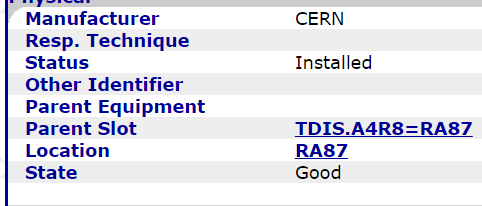 Physical
Manufacturer CERN
Resp. Technique
Status Installed
Other Identifier
Parent Equipment
Parent Slot TDIS.A4R8=RA87
Location RA87
State Good